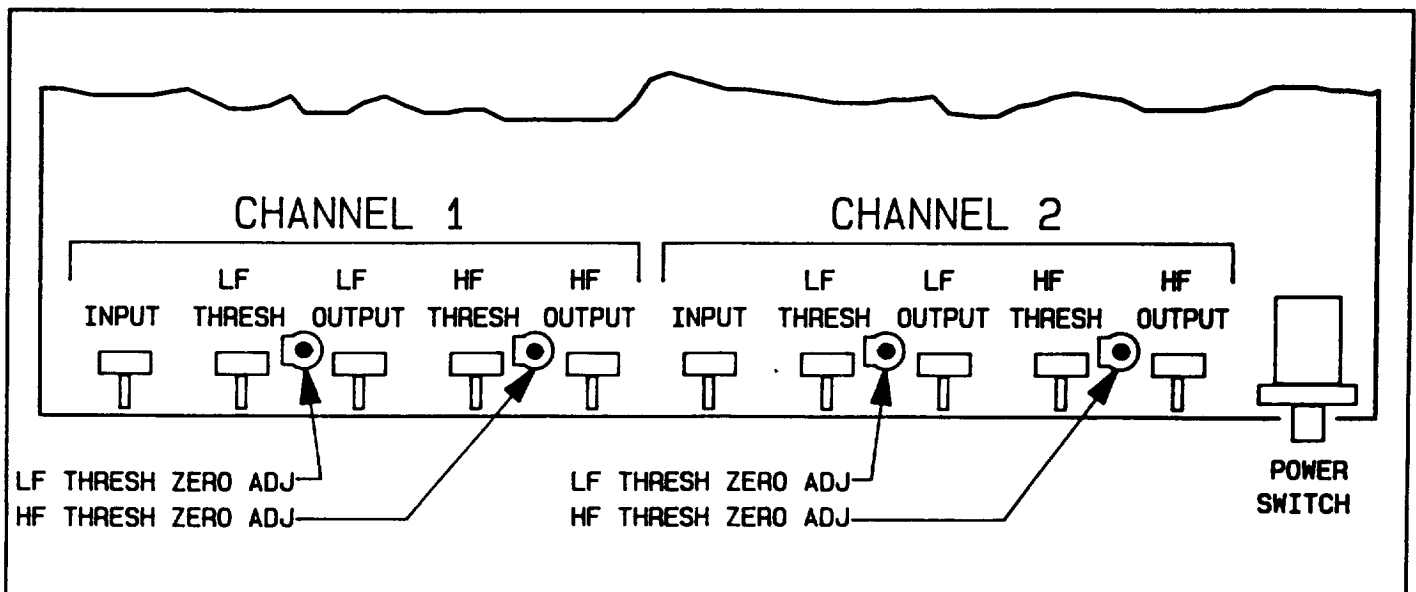 CHANNEL 1
LF LF HF HF
INPUT THRESH OUTPUT THRESH OUTPUT
CHANNEL 2
LF LF HF HF
INPUT THRESH OUTPUT THRESH OUTPUT
LF THRESH ZERO ADJ
HF THRESH ZERO ADJ
LF THRESH ZERO ADJ
HF THRESH ZERO ADJ
POWER
SWITCH